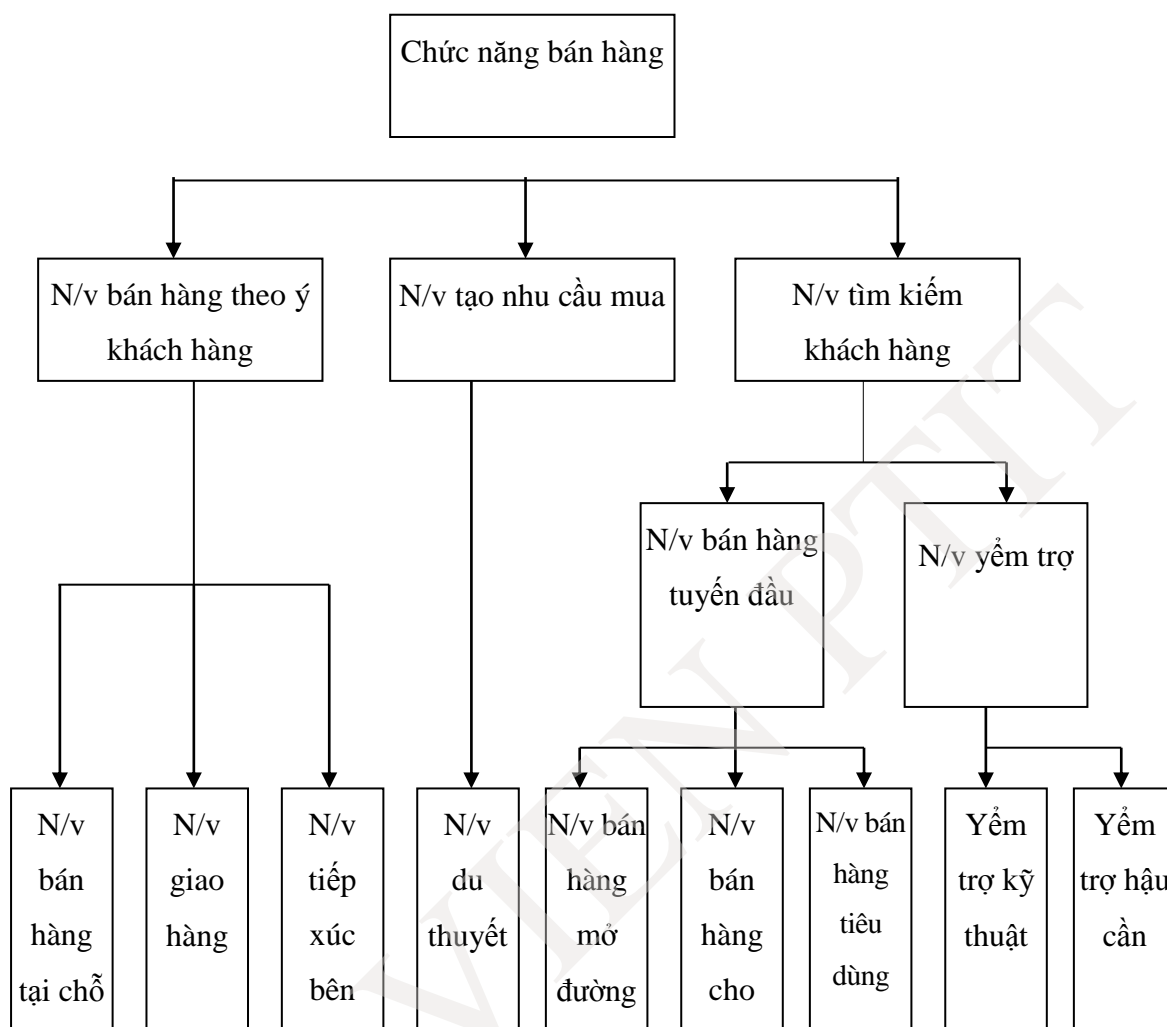 Chức năng bán hàng
N/v bán hàng theo ý
khách hàng
N/v tạo nhu cầu mua
N/v tìm kiếm
khách hàng
N/v bán hàng
tuyến đầu
N/v yểm trợ
N/v
bán
hàng
tại chỗ
N/v
giao
hàng
N/v
tiếp
xúc
bên
N/v
du
thuyết
N/v bán
hàng
mở
đường
N/v
bán
hàng
cho
N/v bán
hàng
tiêu
dùng
Yểm
trợ kỹ
thuật
Yểm
trợ hậu
cần
VIEN PTIT